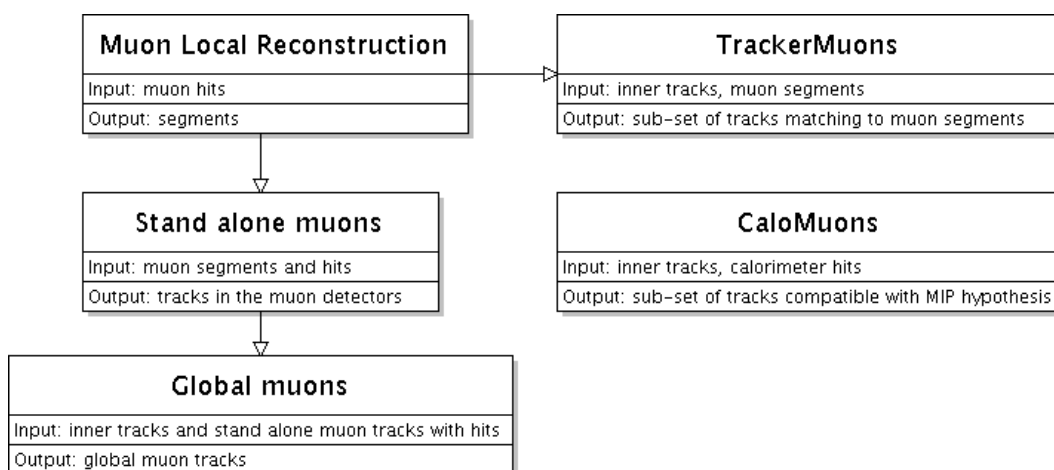 Muon Local Reconstruction
Input: muon hits
Output: segments
TrackerMuons
Input: inner tracks, muon segments
Output: sub-set of tracks matching to muon segments
Stand alone muons
Input: muon segments and hits
Output: tracks in the muon detectors
CaloMuons
Input: inner tracks, calorimeter hits
Output: sub-set of tracks compatible with MIP hypothesis
Global muons
Input: inner tracks and stand alone muon tracks with hits
Output: global muon tracks